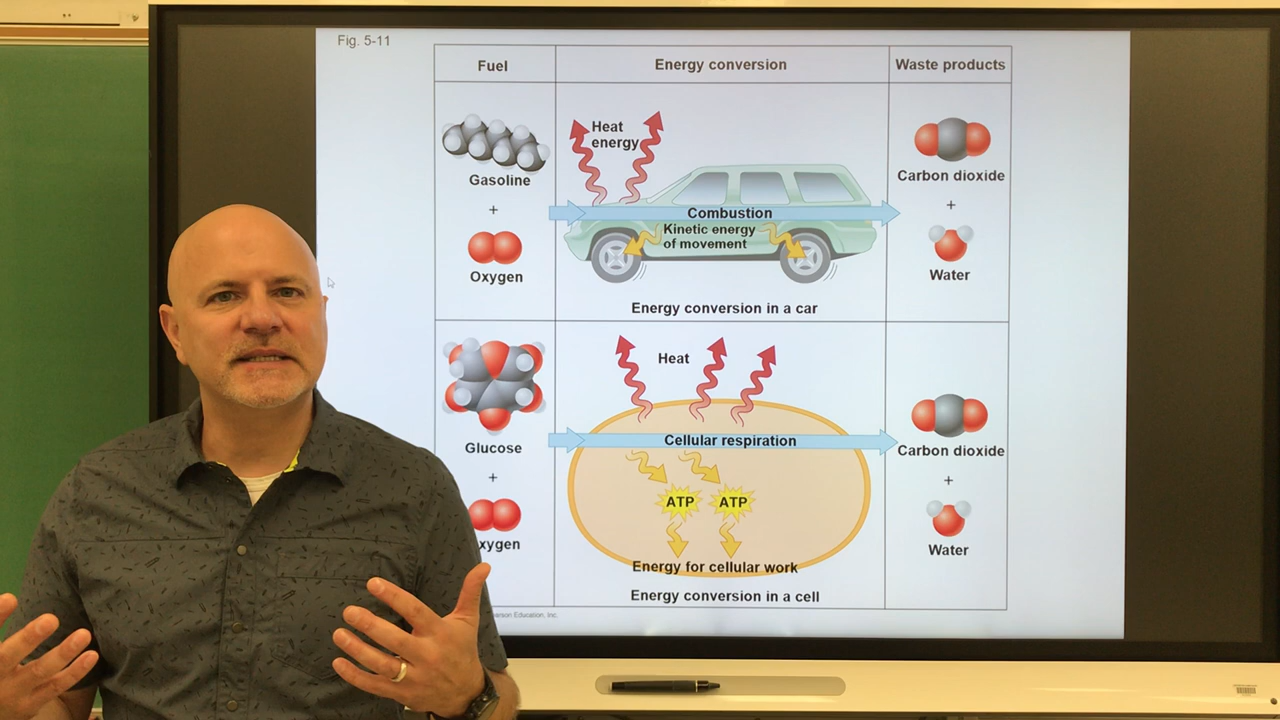 Fig. 5-11
Fuel
Energy conversion
Waste products
Heat
energy
Gasoline
+
Oxygen
Combustion
Kinetic energy
of movement
Carbon dioxide
+
Water
Energy conversion in a car
Heat
Glucose
+
xygen
Cellular respiration
ATP
ATP
Energy for cellular work
Carbon dioxide
+
Water
Energy conversion in a cell
Education, Inc.